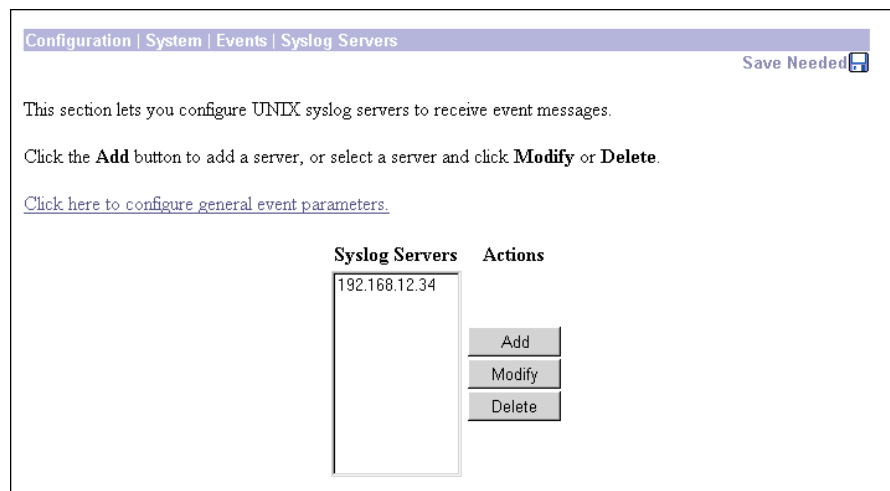 Configuration | System | Events | Syslog Servers
Save Needed
This section lets you configure UNIX syslog servers to receive event messages.
Click the Add button to add a server, or select a server and click Modify or Delete.
Click here to configure general event parameters.
Syslog Servers Actions
192.168.12.34
Add
Modify
Delete